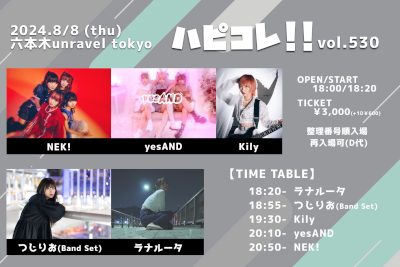 2024.8/8 (thu)
六本木unravel tokyo
ハピコレ!! vol.530
OPEN/START
18:00/18:20
TICKET
¥3,000(+1D¥600)
整理番号順入場
再入場可(D代)
yesAND
NEK!
yesAND
Kily
つじりお(Band Set)
ラナルータ
【TIME TABLE】
18:20- ラナルータ
18:55- つじりお(Band Set)
19:30- Kily
20:10- yesAND
20:50- NEK!